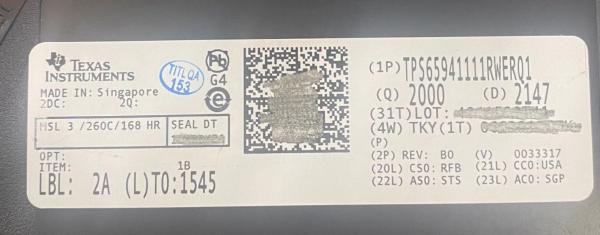 TEXAS
INSTRUMENTS
MADE IN: Singapore
2DC: 2Q:
TITLQA
153
Pb
G4
e
MSL 3 /260C/168 HR
SEAL DT
OPT:
ITEM: 1B
LBL: 2A (L)TO:1545
(1P) TPS65941111RWERQ1
(Q) 2000 (D) 2147
(31T)LOT:
(4W) TKY(1T)
(P)
(2P) REV: B0 (V) 0033317
(20L) CSO: RFB (21L) CCO:USA
(22L) ASO: STS (23L) ACO: SGP